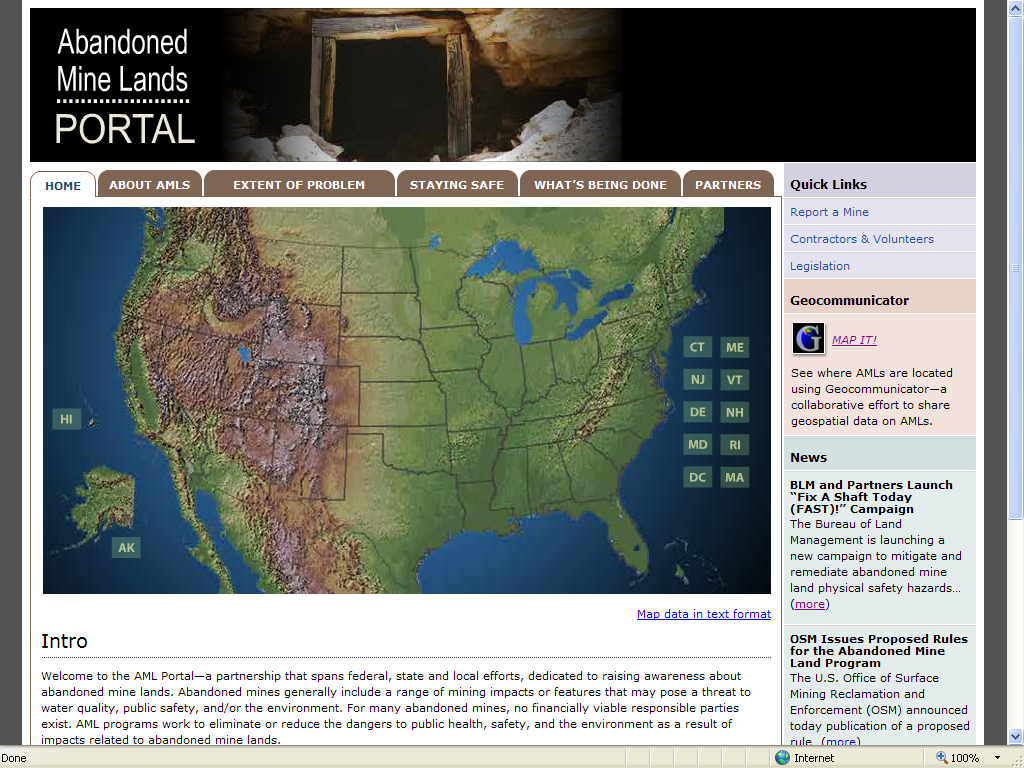 Abandoned
Mine Lands
PORTAL
HOME
ABOUT AMLS
EXTENT OF PROBLEM
STAYING SAFE
WHAT'S BEING DONE
PARTNERS
HI
AK
CT ME
NJ VT
DE NH
MD RI
DC MA
Map data in text format
Intro
Welcome to the AML Portal—a partnership that spans federal, state and local efforts, dedicated to raising awareness about
abandoned mine lands. Abandoned mines generally include a range of mining impacts or features that may pose a threat to
water quality, public safety, and/or the environment. For many abandoned mines, no financially viable responsible parties
exist. AML programs work to eliminate or reduce the dangers to public health, safety, and the environment as a result of
impacts related to abandoned mine lands.
Quick Links
Report a Mine
Contractors & Volunteers
Legislation
Geocommunicator
G
MAP IT!
See where AMLs are located
using Geocommunicator—a
collaborative effort to share
geospatial data on AMLs.
News
BLM and Partners Launch
“Fix A Shaft Today
(FAST)!” Campaign
The Bureau of Land
Management is launching a
new campaign to mitigate and
remediate abandoned mine
land physical safety hazards...
(more)
OSM Issues Proposed Rules
for the Abandoned Mine
Land Program
The U.S. Office of Surface
Mining Reclamation and
Enforcement (OSM) announced
today publication of a proposed
rule. (more)
Done
Internet
100%